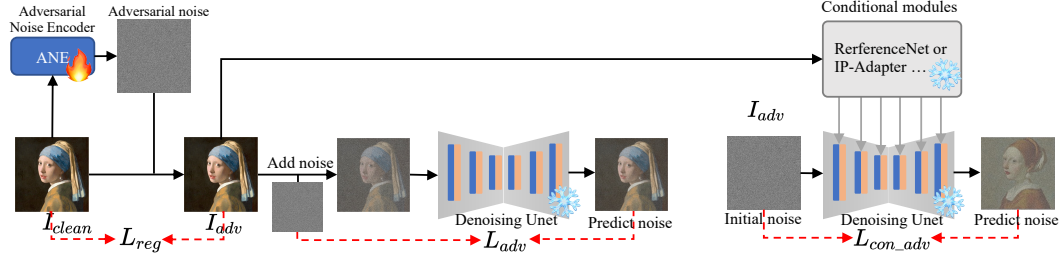 Adversarial
Noise Encoder
Adversarial noise
ANE
Conditional modules
RerferenceNet or
IP-Adapter …
I_adv
Add noise
Denoising Unet
Predict noise
Initial noise
Denoising Unet
Predict noise
I_clean
I_adv
L_reg
L_adv
L_con_adv